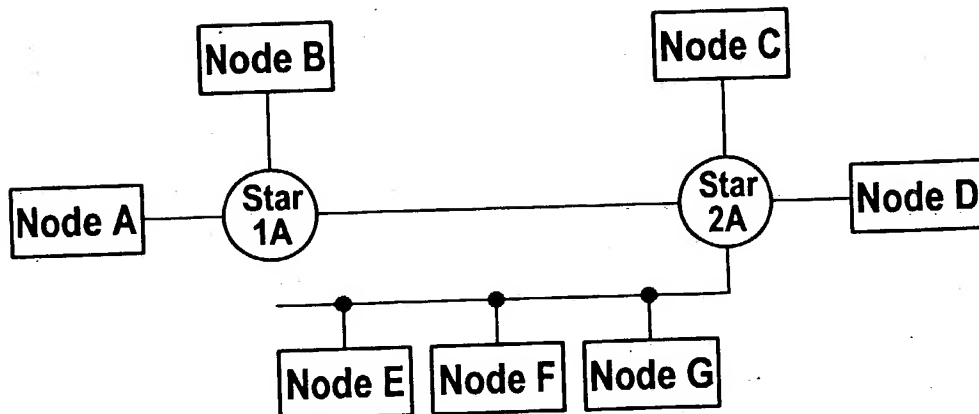 Node B
Node C
Star
1A
Star
2A
Node A
Node D
Node E
Node F
Node G